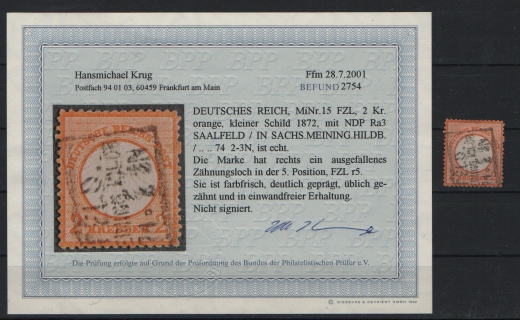 Hansmichael Krug
Postfach 94 01 03, 60459 Frankfurt am Main
Ffm 28.7.2001
BEFUND 2754
DEUTSCHES REICH, MiNr.15 FZL, 2 Kr.
orange, kleiner Schild 1872, mit NDP Ra3
SAALFELD / IN SACHS.MEINING.HILDB.
/ .. .. 74 2-3N, ist echt.
Die Marke hat rechts ein ausgefallenes
Zähnungsloch in der 5. Position, FZL r5.
Sie ist farbfrisch, deutlich geprägt, üblich ge-
zähnt und in einwandfreier Erhaltung.
Nicht signiert.
Die Prüfung erfolgte auf Grund der Prüfordnung des Bundes der Philatelistischen Prüfer e.V.